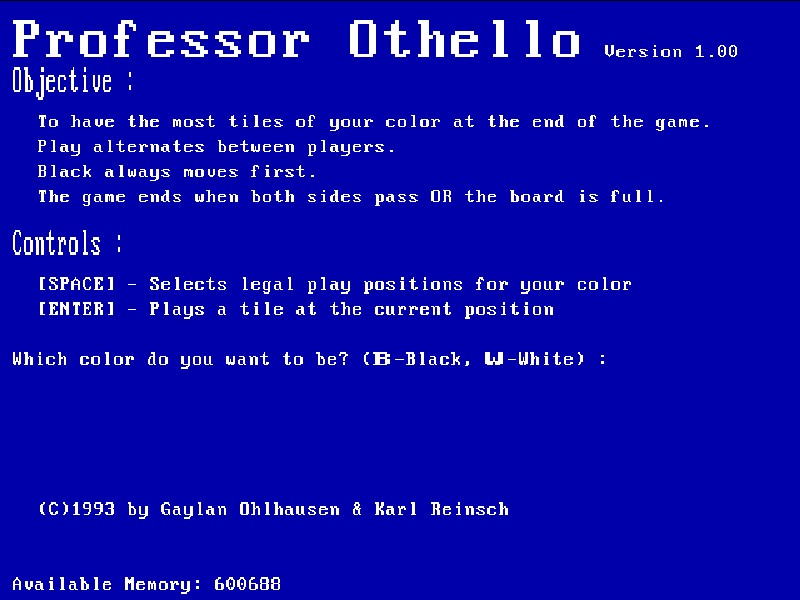 Professor Othello Version 1.00
Objective :
To have the most tiles of your color at the end of the game.
Play alternates between players.
Black always moves first.
The game ends when both sides pass OR the board is full.
Controls :
[SPACE] - Selects legal play positions for your color
[ENTER] - Plays a tile at the current position
Which color do you want to be? (B-Black, W-White) :
(C)1993 by Gaylan Ohlhausen & Karl Reinsch
Available Memory: 600688